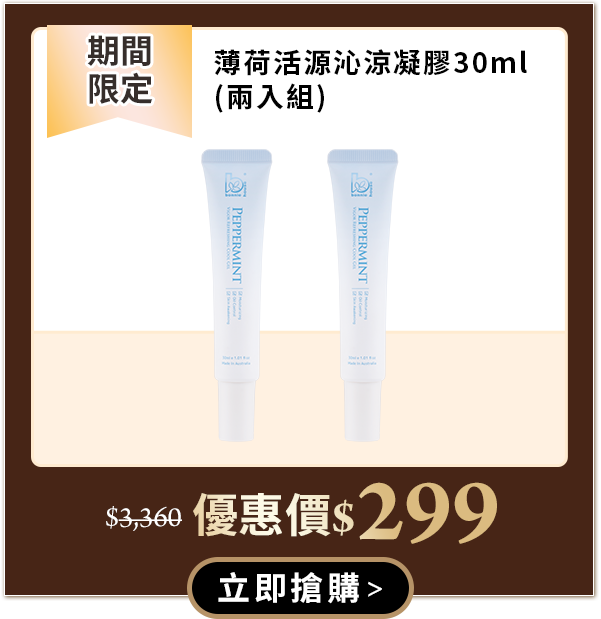 期間
限定
薄荷活源沁涼凝膠30ml
(兩入組)
PEPPERMINT
PEPPERMINT
$3,360 優惠價$299
立即搶購 >